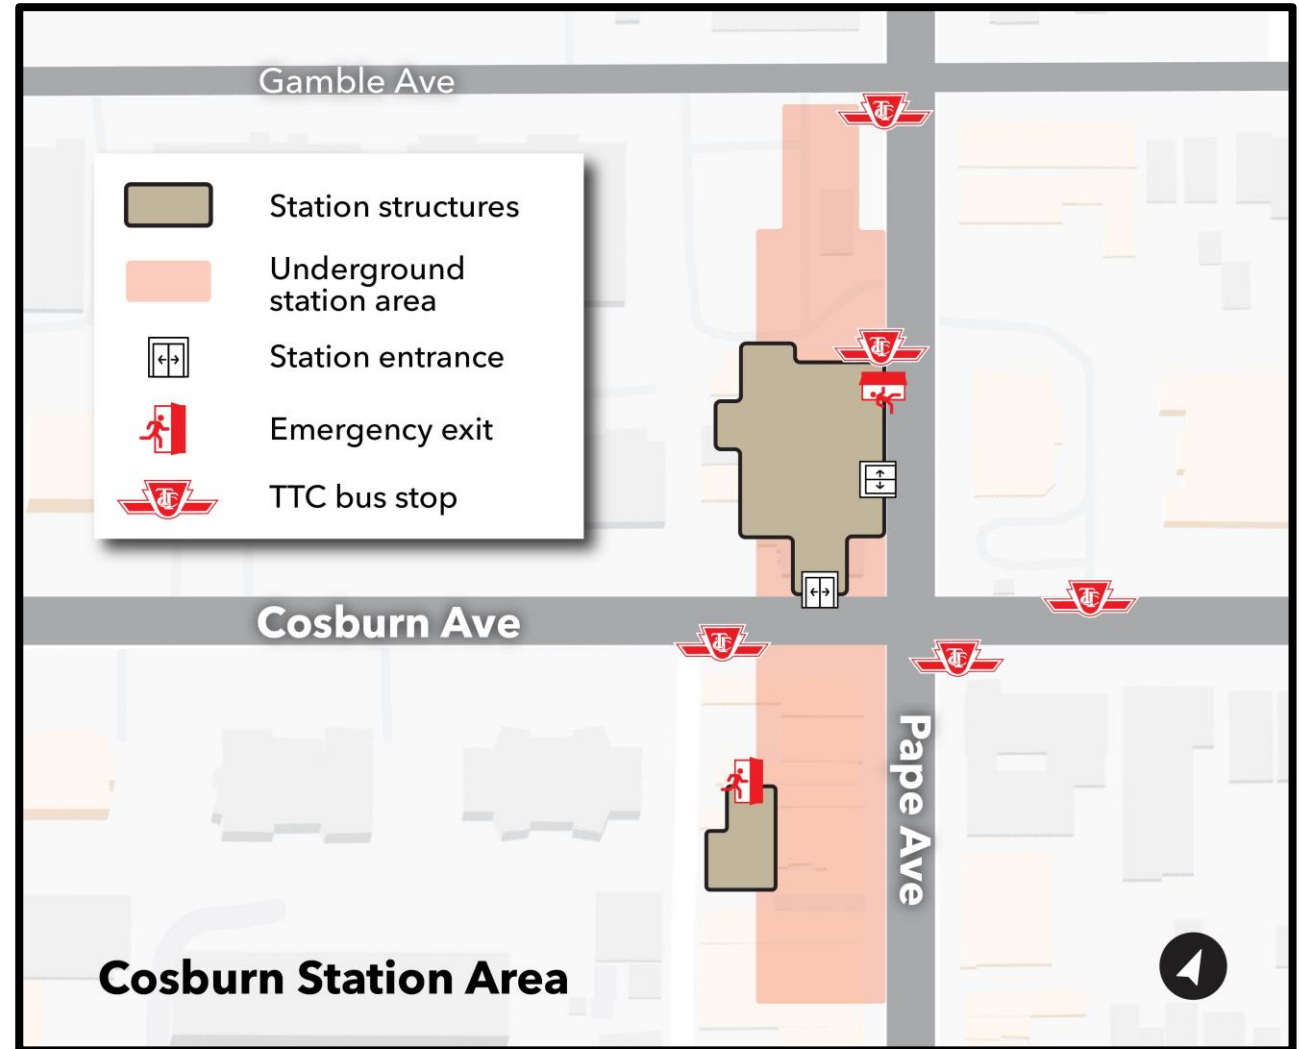 Gamble Ave
Station structures
Underground
station area
Station entrance
Emergency exit
TTC bus stop
Cosburn Ave
Pape Ave
Cosburn Station Area